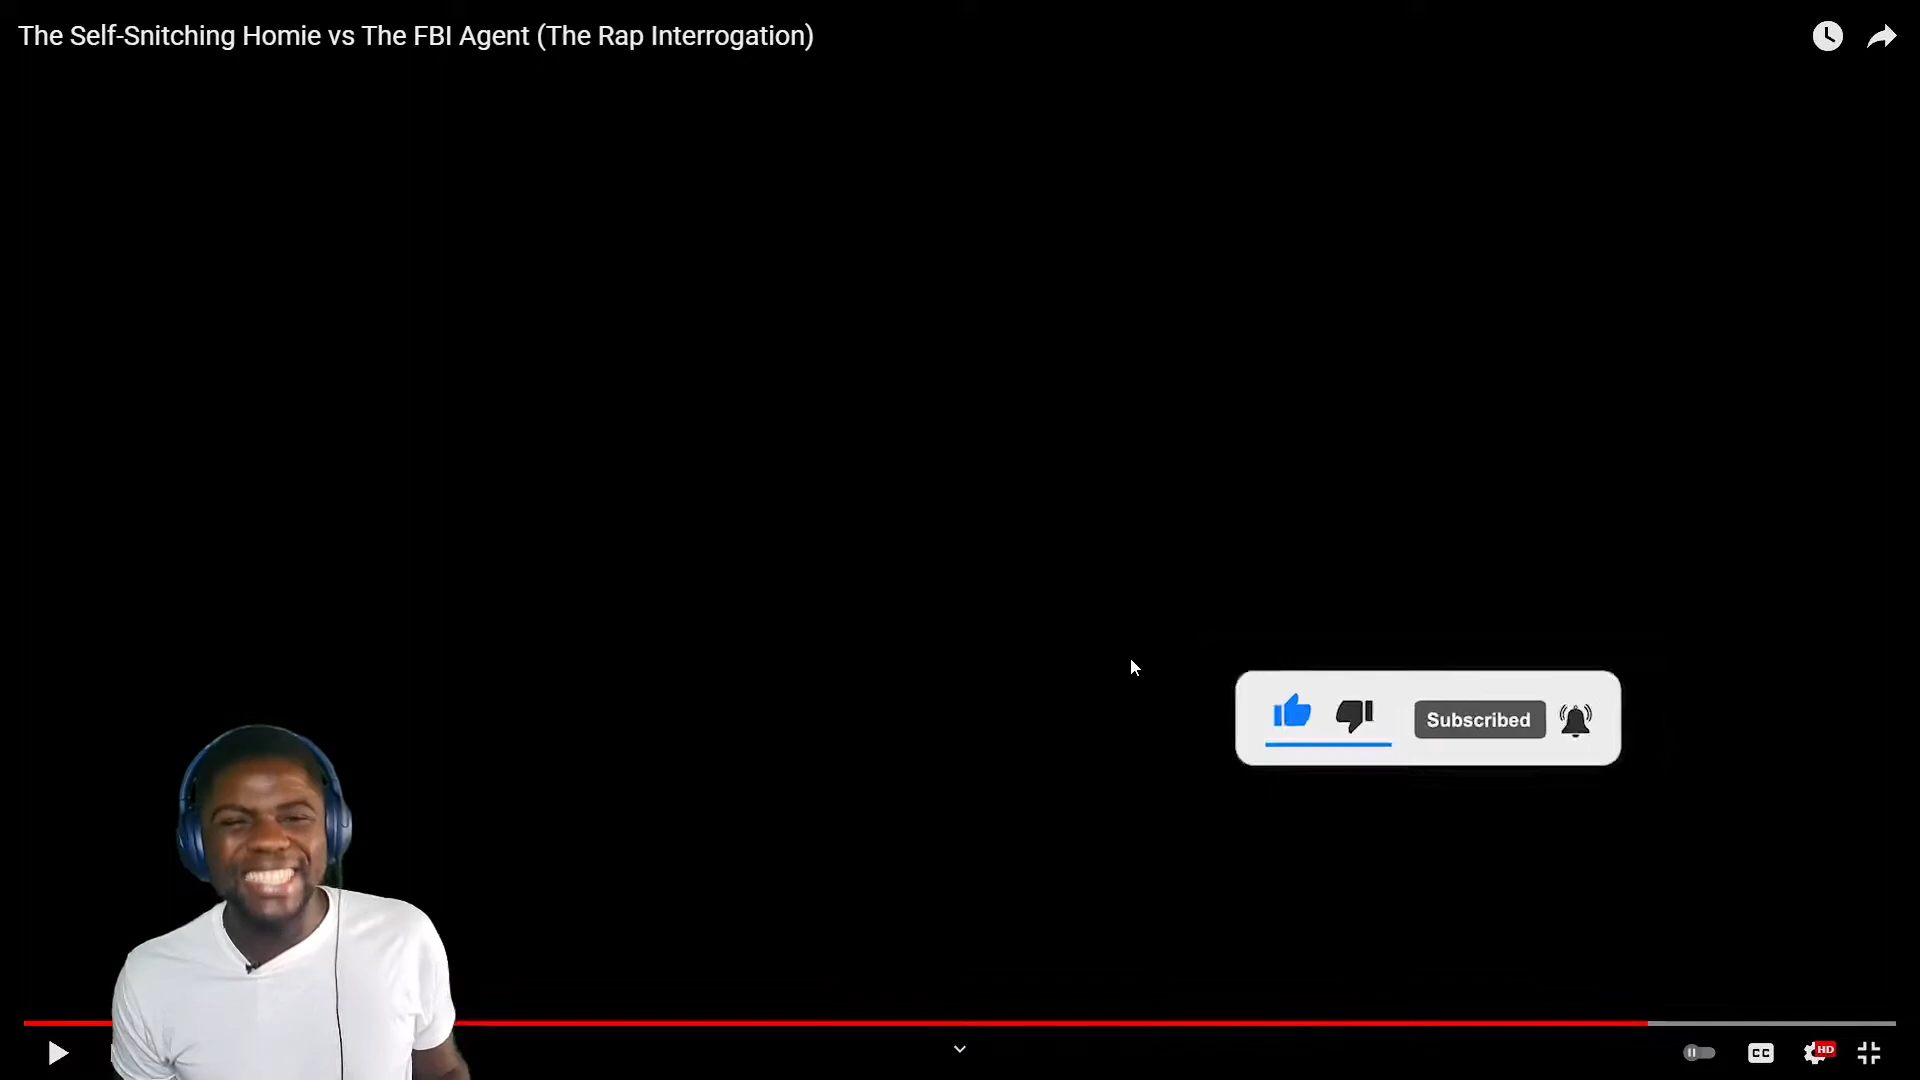 The Self-Snitching Homie vs The FBI Agent (The Rap Interrogation)
Subscribed
CC
HD